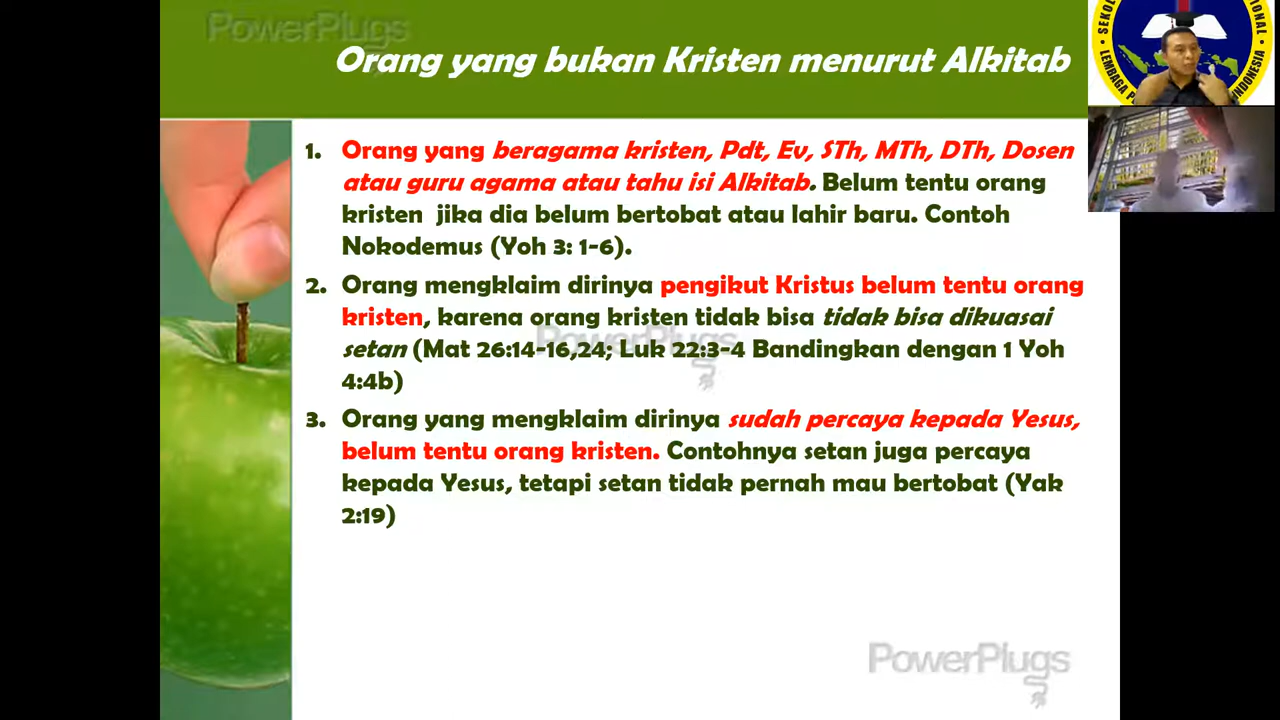 PowerPlugs
Orang yang bukan Kristen menurut Alkitab
1. Orang yang beragama kristen, Pdt, Ev, STh, MTh, DTh, Dosen
atau guru agama atau tahu isi Alkitab. Belum tentu orang
kristen jika dia belum bertobat atau lahir baru. Contoh
Nokodemus (Yoh 3: 1-6).
2. Orang mengklaim dirinya pengikut Kristus belum tentu orang
kristen, karena orang kristen tidak bisa tidak bisa dikuasai
PowerPlugs
setan (Mat 26:14-16,24; Luk 22:3-4 Bandingkan dengan 1 Yoh
4:4b)
3. Orang yang mengklaim dirinya sudah percaya kepada Yesus,
belum tentu orang kristen. Contohnya setan juga percaya
kepada Yesus, tetapi setan tidak pernah mau bertobat (Yak
2:19)
PowerPlugs
LEMBAGA
INDONESIA